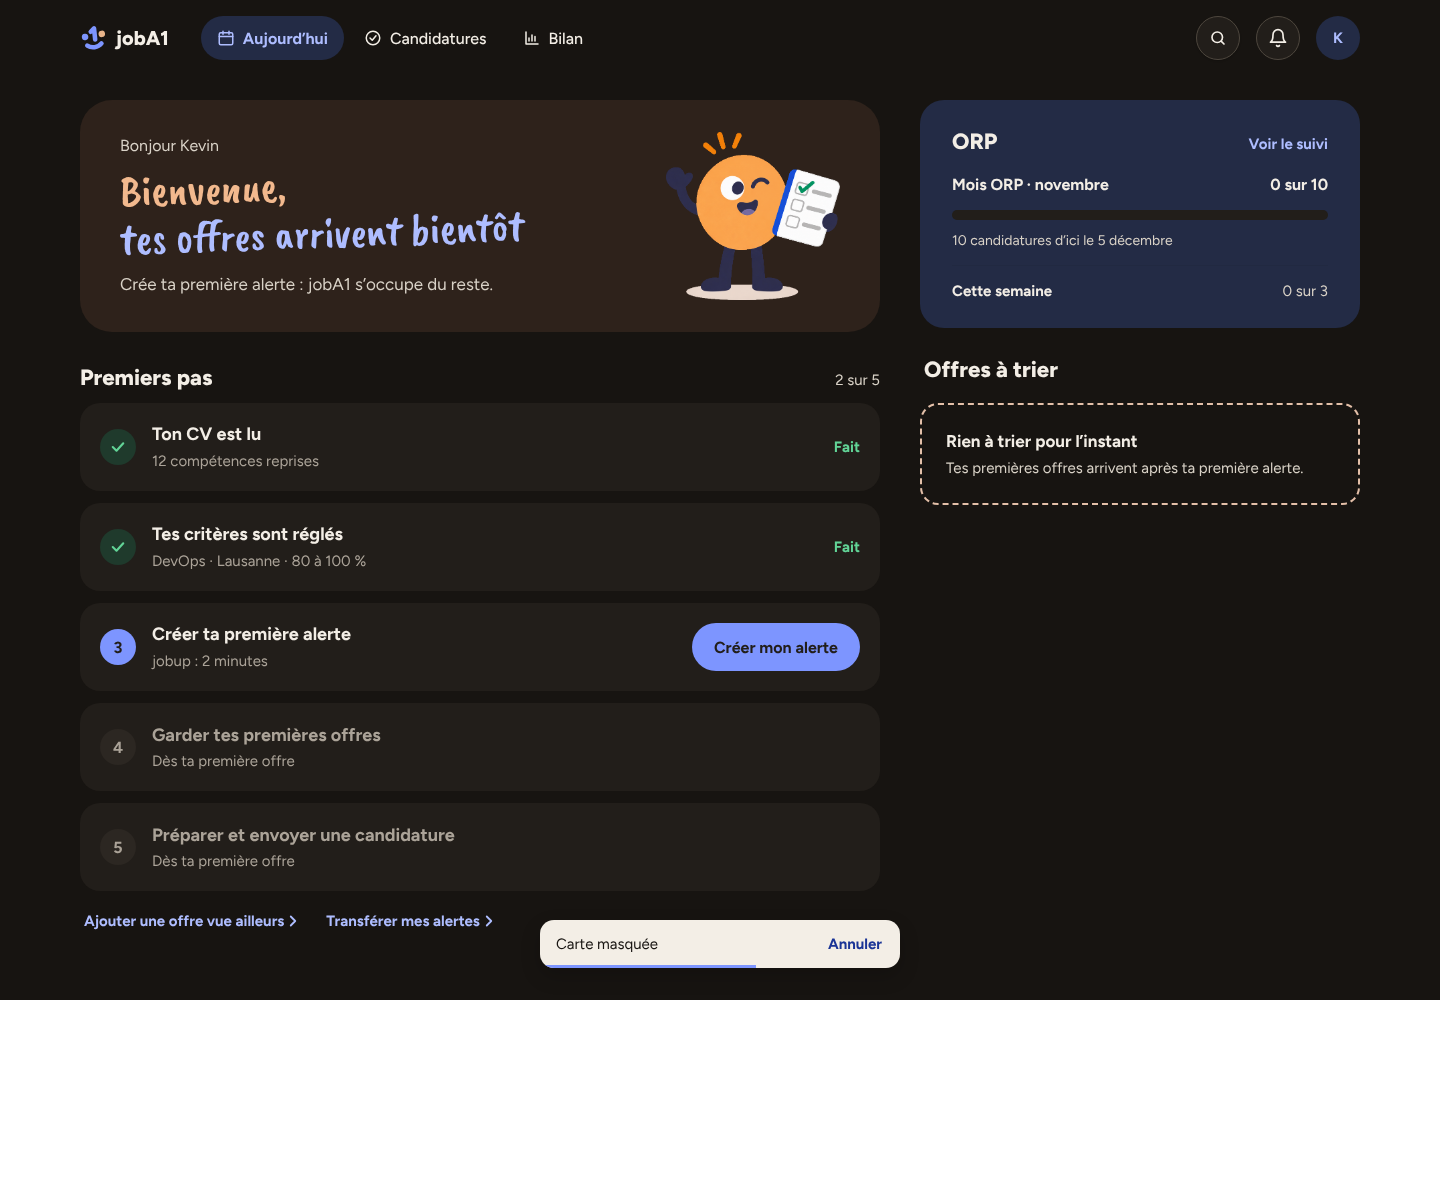 jobA1
Aujourd’hui
Candidatures
Bilan
K
Bonjour Kevin
Bienvenue,
tes offres arrivent bientôt
Crée ta première alerte : jobA1 s’occupe du reste.
ORP
Voir le suivi
Mois ORP · novembre
0 sur 10
10 candidatures d’ici le 5 décembre
Cette semaine
0 sur 3
Premiers pas
2 sur 5
Ton CV est lu
12 compétences reprises
Fait
Tes critères sont réglés
DevOps · Lausanne · 80 à 100 %
Fait
3
Créer ta première alerte
jobup : 2 minutes
Créer mon alerte
4
Garder tes premières offres
Dès ta première offre
5
Préparer et envoyer une candidature
Dès ta première offre
Ajouter une offre vue ailleurs
Transférer mes alertes
Offres à trier
Rien à trier pour l’instant
Tes premières offres arrivent après ta première alerte.
Carte masquée
Annuler